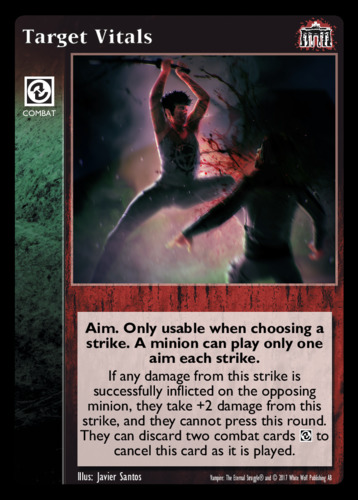 Target Vitals
COMBAT
Aim. Only usable when choosing a
strike. A minion can play only one
aim each strike.
If any damage from this strike is
successfully inflicted on the opposing
minion, they take +2 damage from this
strike, and they cannot press this round.
They can discard two combat cards to
cancel this card as it is played.
Illus: Javier Santos
Vampire: The Eternal Struggle® and © 2017 White Wolf Publishing AB